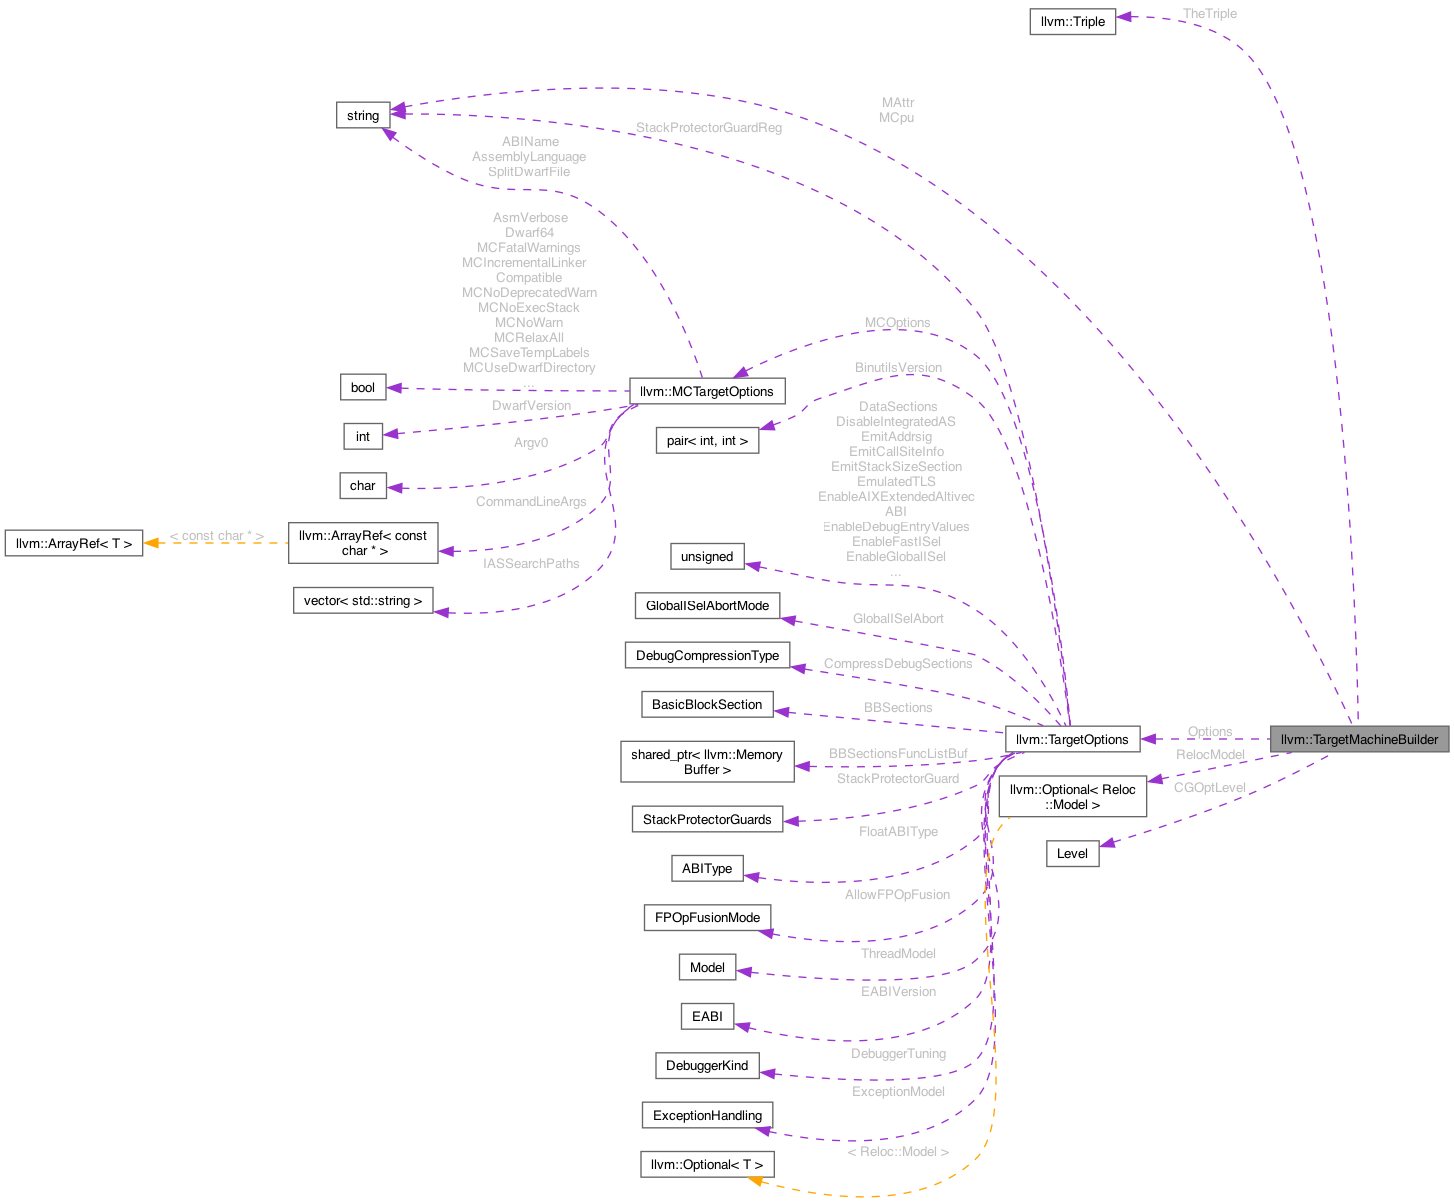 llvm::Triple
TheTriple
string
MAttr
MCpu
StackProtectorGuardReg
ABIName
AssemblyLanguage
SplitDwarfFile
AsmVerbose
Dwarf64
MCFatalWarnings
MCIncrementalLinker
Compatible
MCNoDeprecatedWarn
MCNoExecStack
MCNoWarn
MCRelaxAll
MCSaveTempLabels
MCUseDwarfDirectory
...
MCOptions
BinutilsVersion
bool
llvm::MCTargetOptions
DwarfVersion
int
pair< int, int >
Argv0
char
CommandLineArgs
llvm::ArrayRef< T >
< const char * >
llvm::ArrayRef< const
char * >
IASSearchPaths
vector< std::string >
DataSections
DisableIntegratedAS
EmitAddrsig
EmitCallSiteInfo
EmitStackSizeSection
EmulatedTLS
EnableAIXExtendedAltivec
ABI
EnableDebugEntryValues
EnableFastISel
EnableGlobalISel
...
unsigned
GlobalISelAbortMode
GlobalISelAbort
DebugCompressionType
CompressDebugSections
BasicBlockSection
BBSections
llvm::TargetOptions
Options
llvm::TargetMachineBuilder
shared_ptr< llvm::Memory
Buffer >
BBSectionsFuncListBuf
RelocModel
StackProtectorGuard
llvm::Optional< Reloc
::Model >
CGOptLevel
StackProtectorGuards
FloatABIType
Level
ABIType
AllowFPOpFusion
FPOpFusionMode
ThreadModel
Model
EABIVersion
EABI
DebuggerTuning
DebuggerKind
ExceptionModel
ExceptionHandling
< Reloc::Model >
llvm::Optional< T >